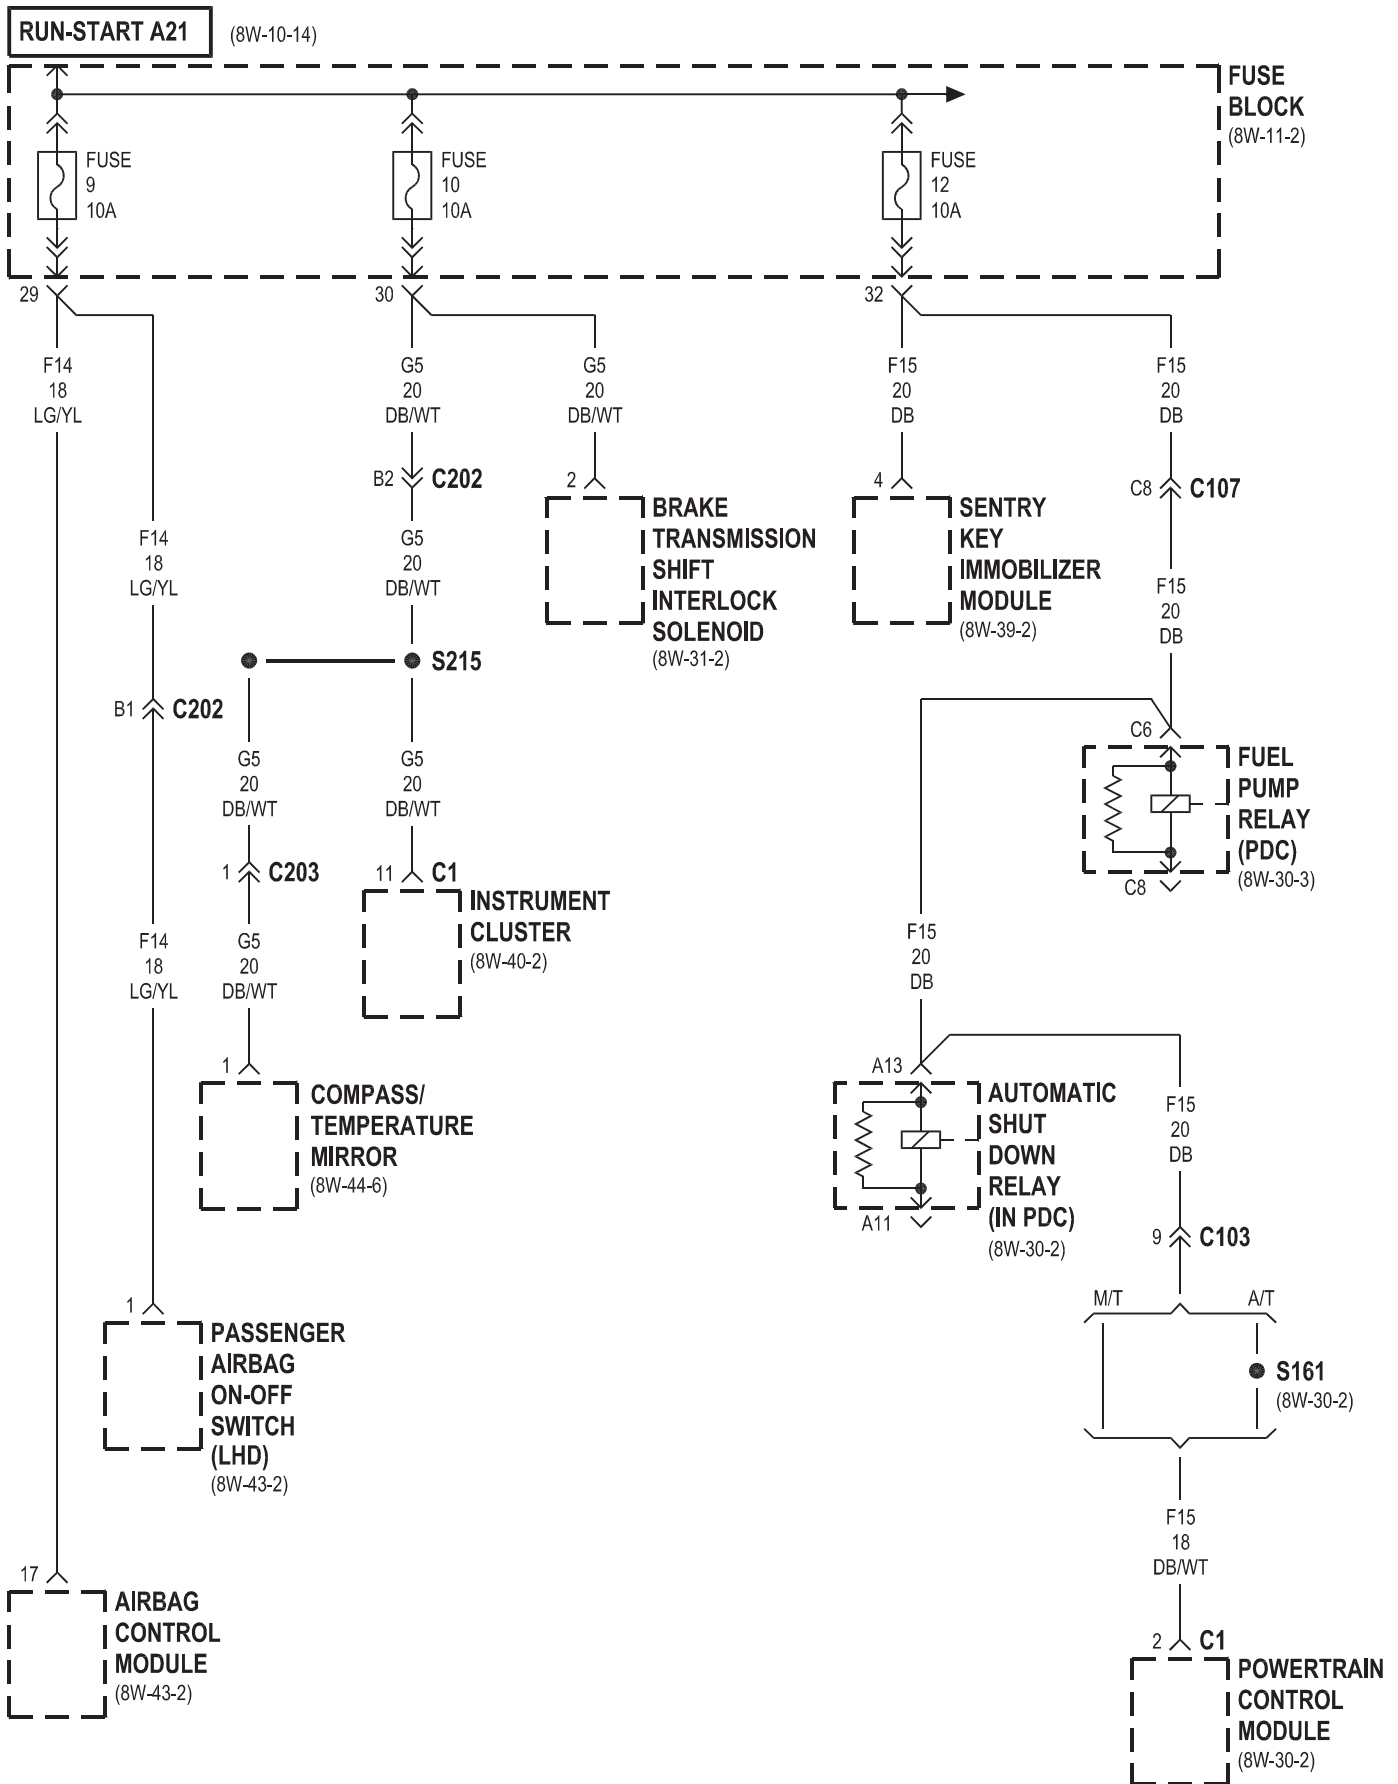 RUN-START A21
(8W-10-14)
FUSE
BLOCK
(8W-11-2)
FUSE
9
10A
FUSE
10
10A
FUSE
12
10A
29
30
32
F14
18
LG/YL
G5
20
DB/WT
G5
20
DB/WT
F15
20
DB
F15
20
DB
B2
C202
2
4
C8
C107
BRAKE
TRANSMISSION
SHIFT
INTERLOCK
SOLENOID
(8W-31-2)
SENTRY
KEY
IMMOBILIZER
MODULE
(8W-39-2)
F14
18
LG/YL
G5
20
DB/WT
F15
20
DB
S215
B1
C202
C6
G5
20
DB/WT
G5
20
DB/WT
FUEL
PUMP
RELAY
(PDC)
(8W-30-3)
C8
1
C203
11
C1
INSTRUMENT
CLUSTER
(8W-40-2)
F14
18
LG/YL
G5
20
DB/WT
F15
20
DB
1
COMPASS/
TEMPERATURE
MIRROR
(8W-44-6)
A13
AUTOMATIC
SHUT
DOWN
RELAY
(IN PDC)
(8W-30-2)
A11
F15
20
DB
9
C103
M/T
A/T
S161
(8W-30-2)
1
PASSENGER
AIRBAG
ON-OFF
SWITCH
(LHD)
(8W-43-2)
F15
18
DB/WT
17
AIRBAG
CONTROL
MODULE
(8W-43-2)
2
C1
POWERTRAIN
CONTROL
MODULE
(8W-30-2)